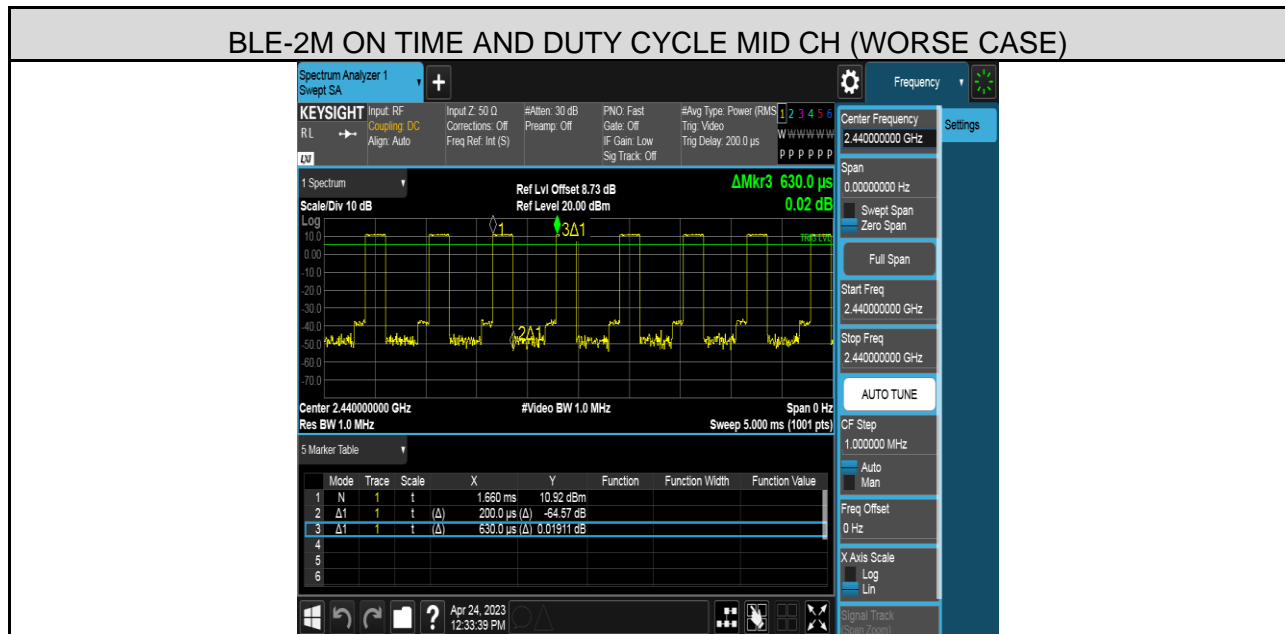 BLE-2M ON TIME AND DUTY CYCLE MID CH (WORSE CASE)
Spectrum Analyzer 1
Swept SA
+
Frequency
KEYSIGHT
RL
LXI
Input: RF
Coupling: DC
Align: Auto
Input Z: 50 Ω
Corrections: Off
Freq Ref: Int (S)
#Atten: 30 dB
Preamp: Off
PNO: Fast
Gate: Off
IF Gain: Low
Sig Track: Off
#Avg Type: Power (RMS
Trig: Video
Trig Delay: 200.0 µs
1 2 3 4 5 6
W W W W W W
P P P P P P
1 Spectrum
Scale/Div 10 dB
Log
Ref Lvl Offset 8.73 dB
Ref Level 20.00 dBm
ΔMkr3 630.0 µs
0.02 dB
1
3Δ1
2Δ1
TRIG LVL
10.0
0.00
-10.0
-20.0
-30.0
-40.0
-50.0
-60.0
-70.0
Center 2.440000000 GHz
#Video BW 1.0 MHz
Span 0 Hz
Res BW 1.0 MHz
Sweep 5.000 ms (1001 pts)
5 Marker Table
Mode Trace Scale X Y Function Function Width Function Value
1 N 1 t 1.660 ms 10.92 dBm
2 Δ1 1 t (Δ) 200.0 µs (Δ) -64.57 dB
3 Δ1 1 t (Δ) 630.0 µs (Δ) 0.01911 dB
4
5
6
?
Apr 24, 2023
12:33:39 PM
Center Frequency
2.440000000 GHz
Settings
Span
0.00000000 Hz
Swept Span
Zero Span
Full Span
Start Freq
2.440000000 GHz
Stop Freq
2.440000000 GHz
AUTO TUNE
CF Step
1.000000 MHz
Auto
Man
Freq Offset
0 Hz
X Axis Scale
Log
Lin
Signal Track
(Span Zoom)